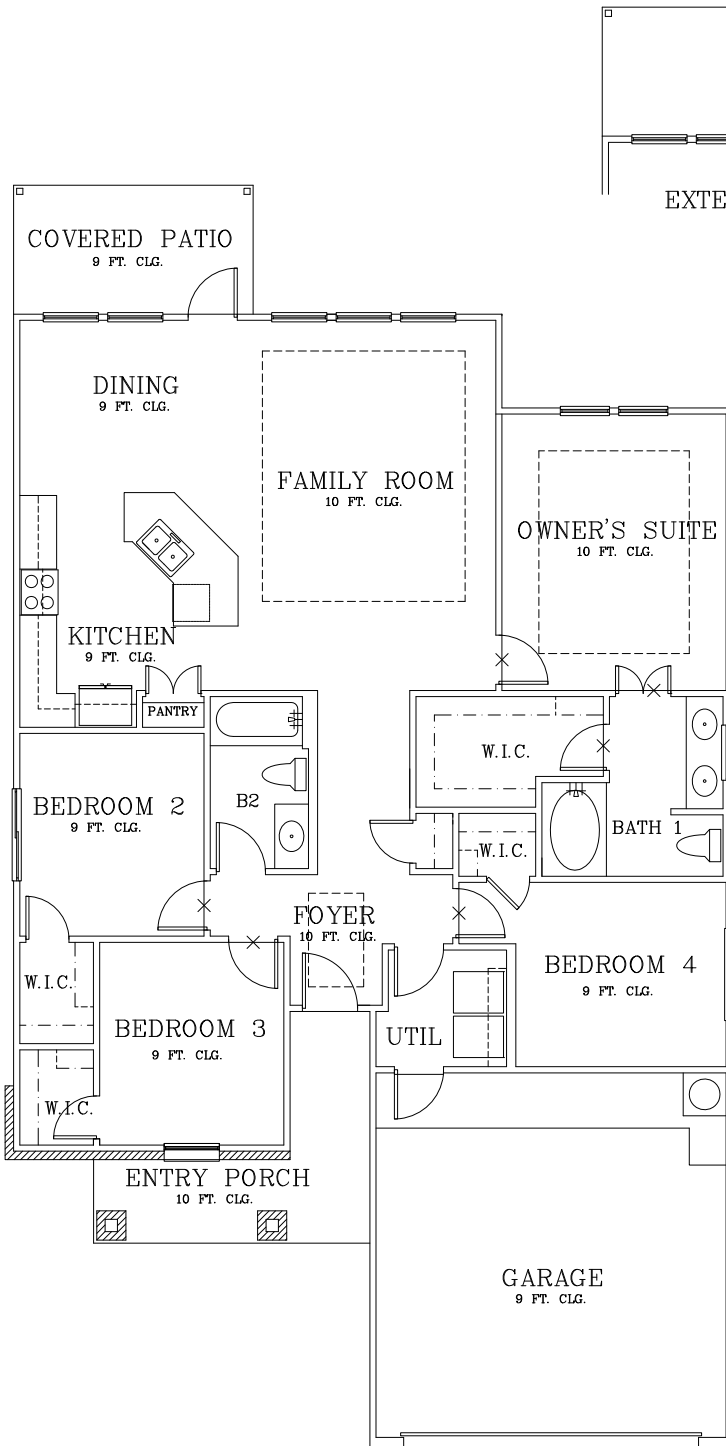 EXTE
COVERED PATIO
9 FT. CLG.
DINING
9 FT. CLG.
FAMILY ROOM
10 FT. CLG.
OWNER'S SUITE
10 FT. CLG.
KITCHEN
9 FT. CLG.
PANTRY
W.I.C.
BEDROOM 2
9 FT. CLG.
B2
BATH 1
W.I.C.
FOYER
10 FT. CLG.
BEDROOM 4
9 FT. CLG.
W.I.C.
BEDROOM 3
9 FT. CLG.
UTIL
W.I.C.
ENTRY PORCH
10 FT. CLG.
GARAGE
9 FT. CLG.